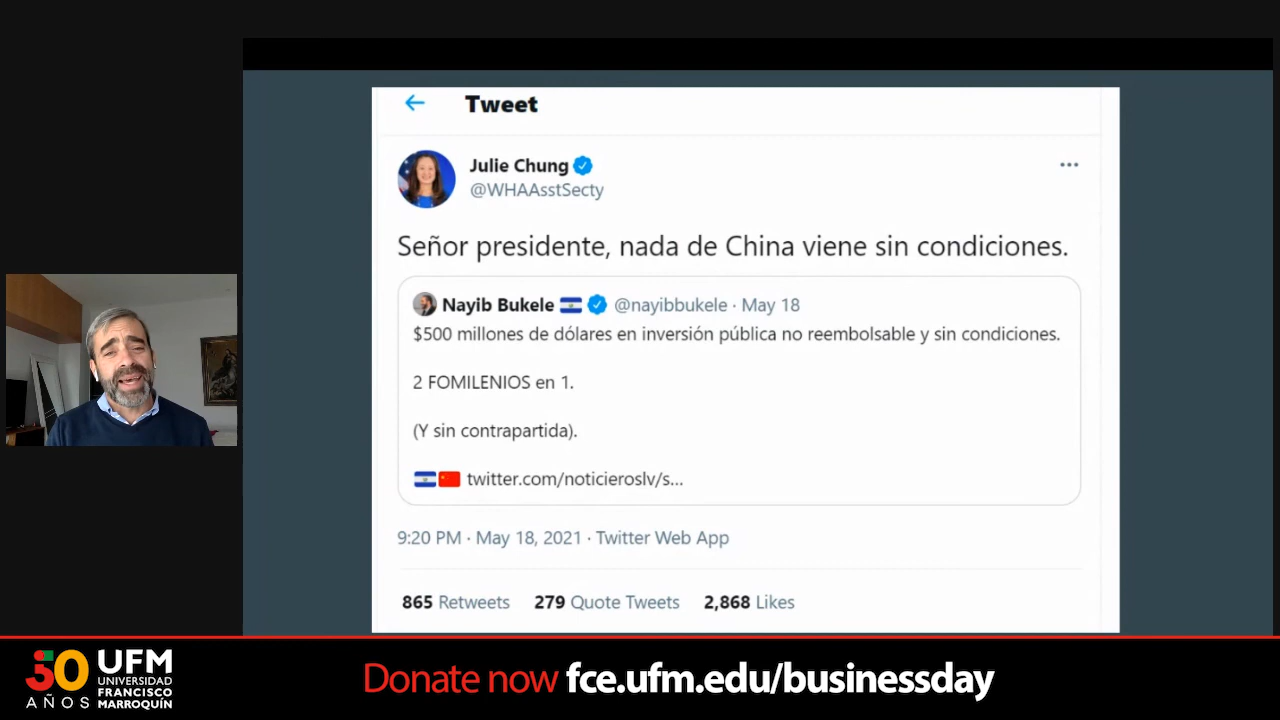 Tweet
Julie Chung
@WHAAsstSecty
Señor presidente, nada de China viene sin condiciones.
Nayib Bukele @nayibbukele · May 18
$500 millones de dólares en inversión pública no reembolsable y sin condiciones.
2 FOMILENIOS en 1.
(Y sin contrapartida).
twitter.com/noticieroslv/s...
9:20 PM · May 18, 2021 · Twitter Web App
865 Retweets 279 Quote Tweets 2,868 Likes
50
AÑOS
UFM
UNIVERSIDAD
FRANCISCO
MARROQUÍN
Donate now fce.ufm.edu/businessday